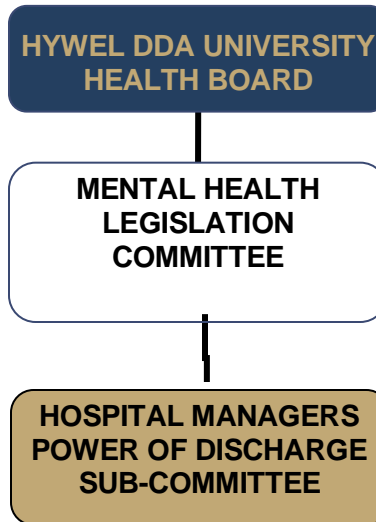 HYWEL DDA UNIVERSITY
HEALTH BOARD
MENTAL HEALTH
LEGISLATION
COMMITTEE
HOSPITAL MANAGERS
POWER OF DISCHARGE
SUB-COMMITTEE